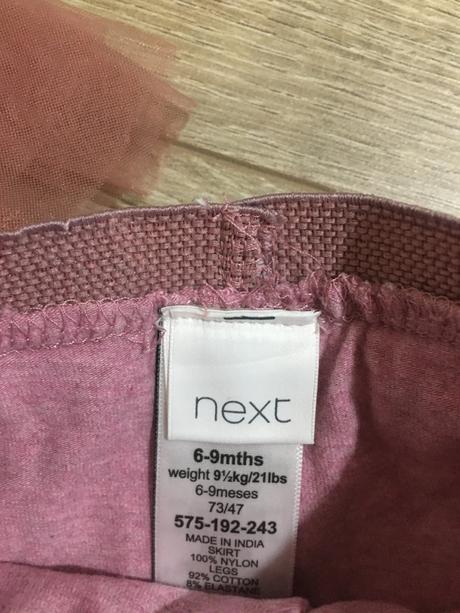 next
6-9mths
weight 9½kg/21lbs
6-9meses
73/47
575-192-243
MADE IN INDIA
SKIRT
100% NYLON
LEGS
92% COTTON
8% ELASTANE